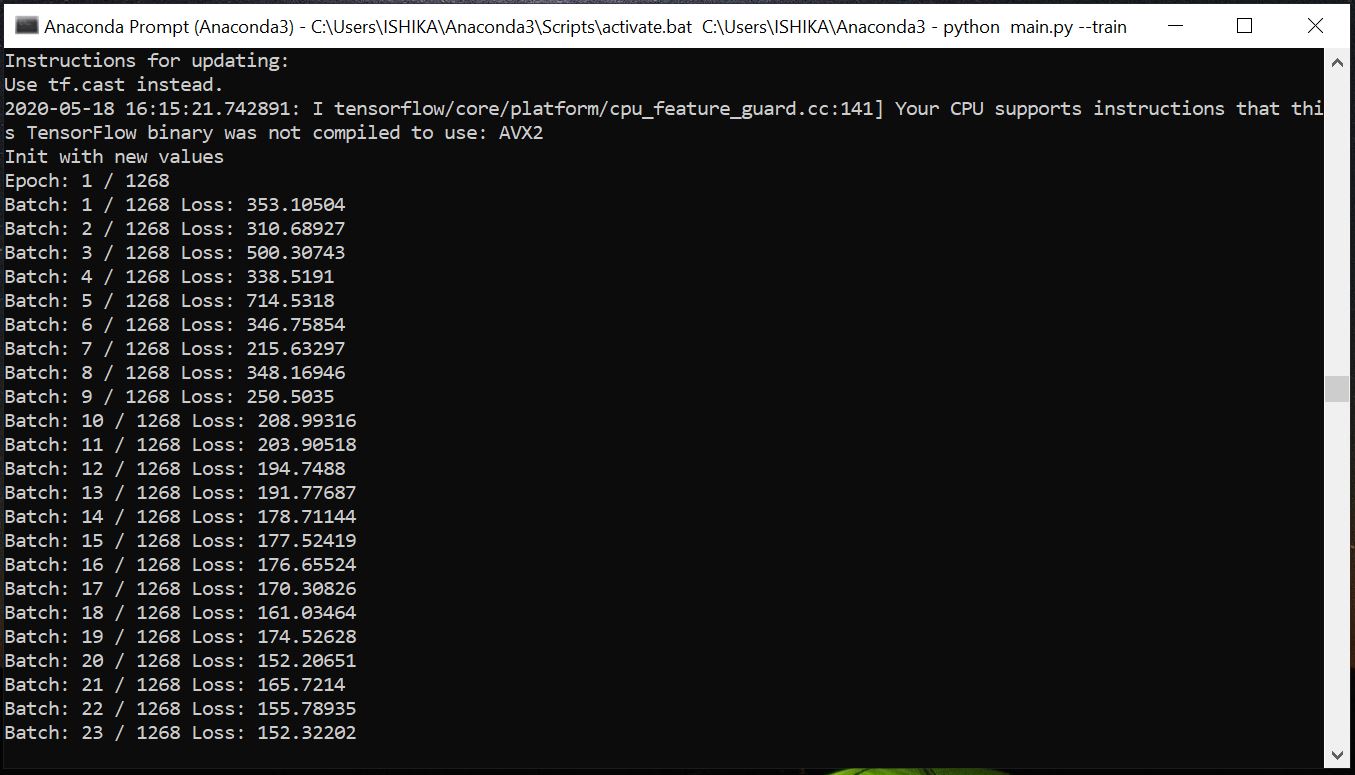 Anaconda Prompt (Anaconda3) - C:\Users\ISHIKA\Anaconda3\Scripts\activate.bat  C:\Users\ISHIKA\Anaconda3 - python  main.py --train
Instructions for updating:
Use tf.cast instead.
2020-05-18 16:15:21.742891: I tensorflow/core/platform/cpu_feature_guard.cc:141] Your CPU supports instructions that thi
s TensorFlow binary was not compiled to use: AVX2
Init with new values
Epoch: 1 / 1268
Batch: 1 / 1268 Loss: 353.10504
Batch: 2 / 1268 Loss: 310.68927
Batch: 3 / 1268 Loss: 500.30743
Batch: 4 / 1268 Loss: 338.5191
Batch: 5 / 1268 Loss: 714.5318
Batch: 6 / 1268 Loss: 346.75854
Batch: 7 / 1268 Loss: 215.63297
Batch: 8 / 1268 Loss: 348.16946
Batch: 9 / 1268 Loss: 250.5035
Batch: 10 / 1268 Loss: 208.99316
Batch: 11 / 1268 Loss: 203.90518
Batch: 12 / 1268 Loss: 194.7488
Batch: 13 / 1268 Loss: 191.77687
Batch: 14 / 1268 Loss: 178.71144
Batch: 15 / 1268 Loss: 177.52419
Batch: 16 / 1268 Loss: 176.65524
Batch: 17 / 1268 Loss: 170.30826
Batch: 18 / 1268 Loss: 161.03464
Batch: 19 / 1268 Loss: 174.52628
Batch: 20 / 1268 Loss: 152.20651
Batch: 21 / 1268 Loss: 165.7214
Batch: 22 / 1268 Loss: 155.78935
Batch: 23 / 1268 Loss: 152.32202